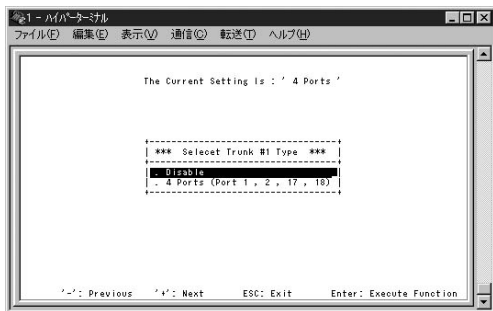 1 - ﾊｲﾊﾟｰﾀｰﾐﾅﾙ
ファイル(F) 編集(E) 表示(V) 通信(C) 転送(T) ヘルプ(H)
The Current Setting Is : ' 4 Ports '
*** Selecet Trunk #1 Type ***
. Disable
. 4 Ports (Port 1 , 2 , 17 , 18)
'-': Previous '+': Next ESC: Exit Enter: Execute Function